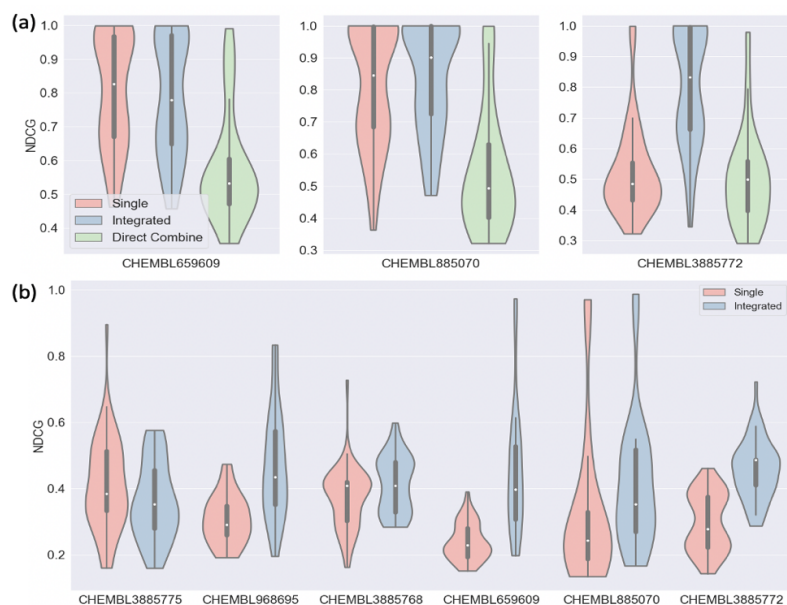 (a)
1.0
0.9
0.8
0.7
0.6
0.5
0.4
NDCG
Single
Integrated
Direct Combine
CHEMBL659609
1.0
0.9
0.8
0.7
0.6
0.5
0.4
0.3
CHEMBL885070
1.0
0.9
0.8
0.7
0.6
0.5
0.4
0.3
CHEMBL3885772
(b)
1.0
0.8
0.6
0.4
0.2
NDCG
Single
Integrated
CHEMBL3885775 CHEMBL968695 CHEMBL3885768 CHEMBL659609 CHEMBL885070 CHEMBL3885772